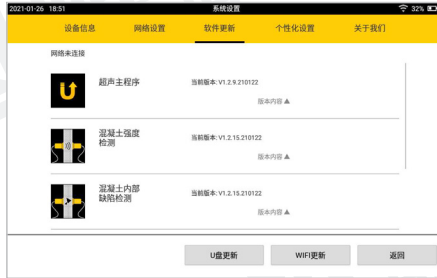 2021-01-26 18:51 系统设置 32%
设备信息 网络设置 软件更新 个性化设置 关于我们
网络未连接
超声主程序 当前版本: V1.2.9.210122
版本内容 ▲
混凝土强度
检测
当前版本: V1.2.15.210122
版本内容 ▲
混凝土内部
缺陷检测
当前版本: V1.2.15.210122
版本内容 ▲
U盘更新 WIFI更新 返回